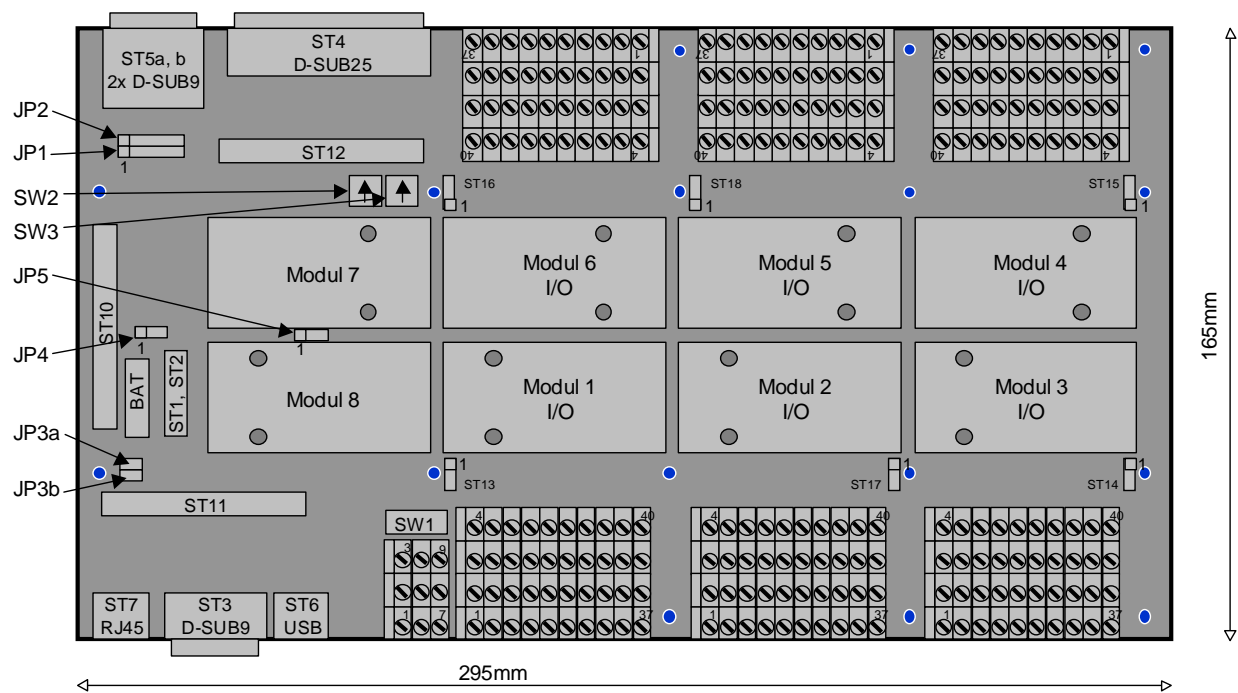 ST5a, b
2x D-SUB9
ST4
D-SUB25
37
1
37
1
37
1
40
4
40
4
40
4
JP2
JP1
1
ST12
SW2
SW3
ST16
1
ST18
1
ST15
1
Modul 7
Modul 6
I/O
Modul 5
I/O
Modul 4
I/O
JP5
ST10
JP4
1
1
BAT
ST1, ST2
Modul 8
Modul 1
I/O
Modul 2
I/O
Modul 3
I/O
165mm
JP3a
JP3b
1
ST13
1
ST17
1
ST14
ST11
SW1
4
40
4
40
4
40
3
9
1
7
1
37
1
37
1
37
ST7
RJ45
ST3
D-SUB9
ST6
USB
295mm